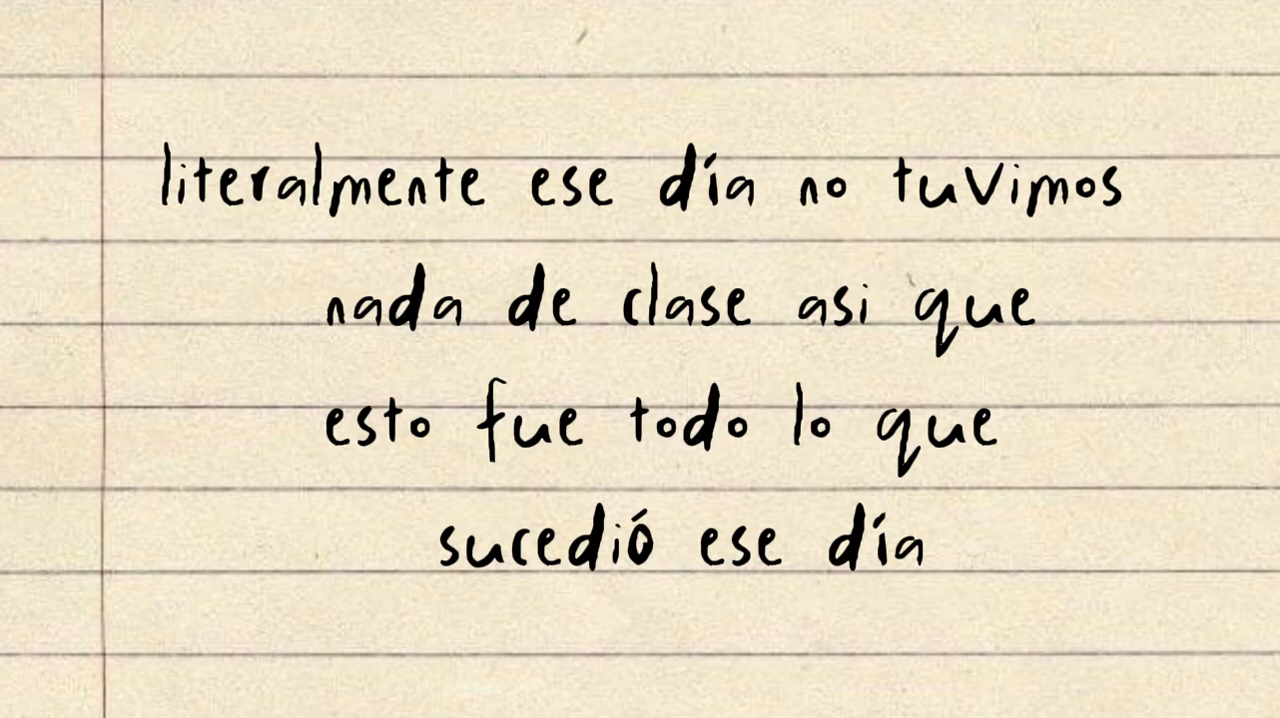 literalmente ese día no tuvimos
nada de clase asi que
esto fue todo lo que
sucedió ese día